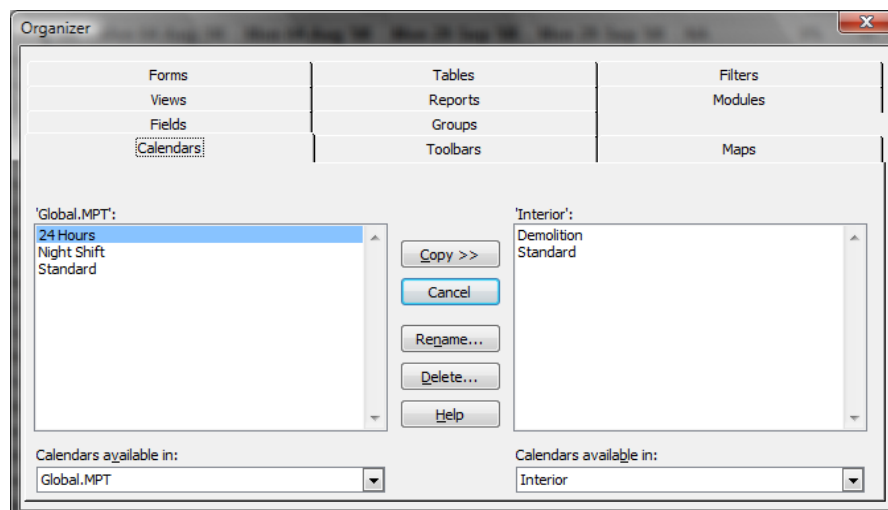 Organizer
Forms Tables Filters
Views Reports Modules
Fields Groups
Calendars Toolbars Maps
'Global.MPT': 'Interior':
24 Hours Demolition
Night Shift Standard
Standard
Copy >>
Cancel
Rename...
Delete...
Help
Calendars available in: Calendars available in:
Global.MPT Interior